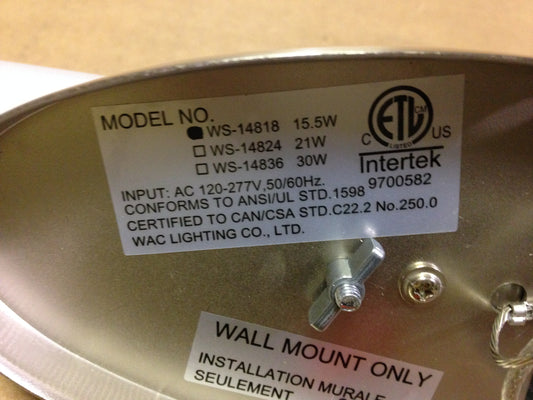 MODEL NO.
WS-14818 15.5W
WS-14824 21W
WS-14836 30W
INPUT: AC 120-277V,50/60Hz.
CONFORMS TO ANSI/UL STD.1598
CERTIFIED TO CAN/CSA STD.C22.2 No.250.0
WAC LIGHTING CO., LTD.
ETL CM
LISTED
C US
Intertek
9700582
WALL MOUNT ONLY
INSTALLATION MURALE
SEULEMENT